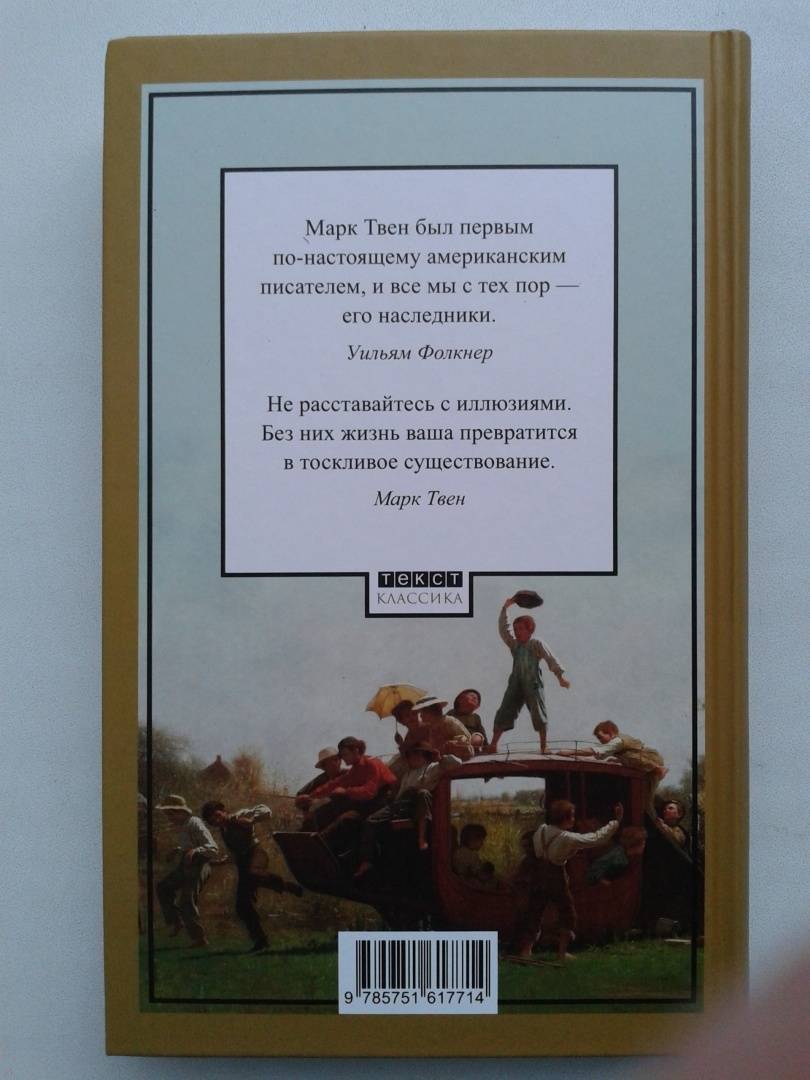 Марк Твен был первым
по-настоящему американским
писателем, и все мы с тех пор —
его наследники.
Уильям Фолкнер
Не расставайтесь с иллюзиями.
Без них жизнь ваша превратится
в тоскливое существование.
Марк Твен
текст
КЛАССИКА
9 785751 617714